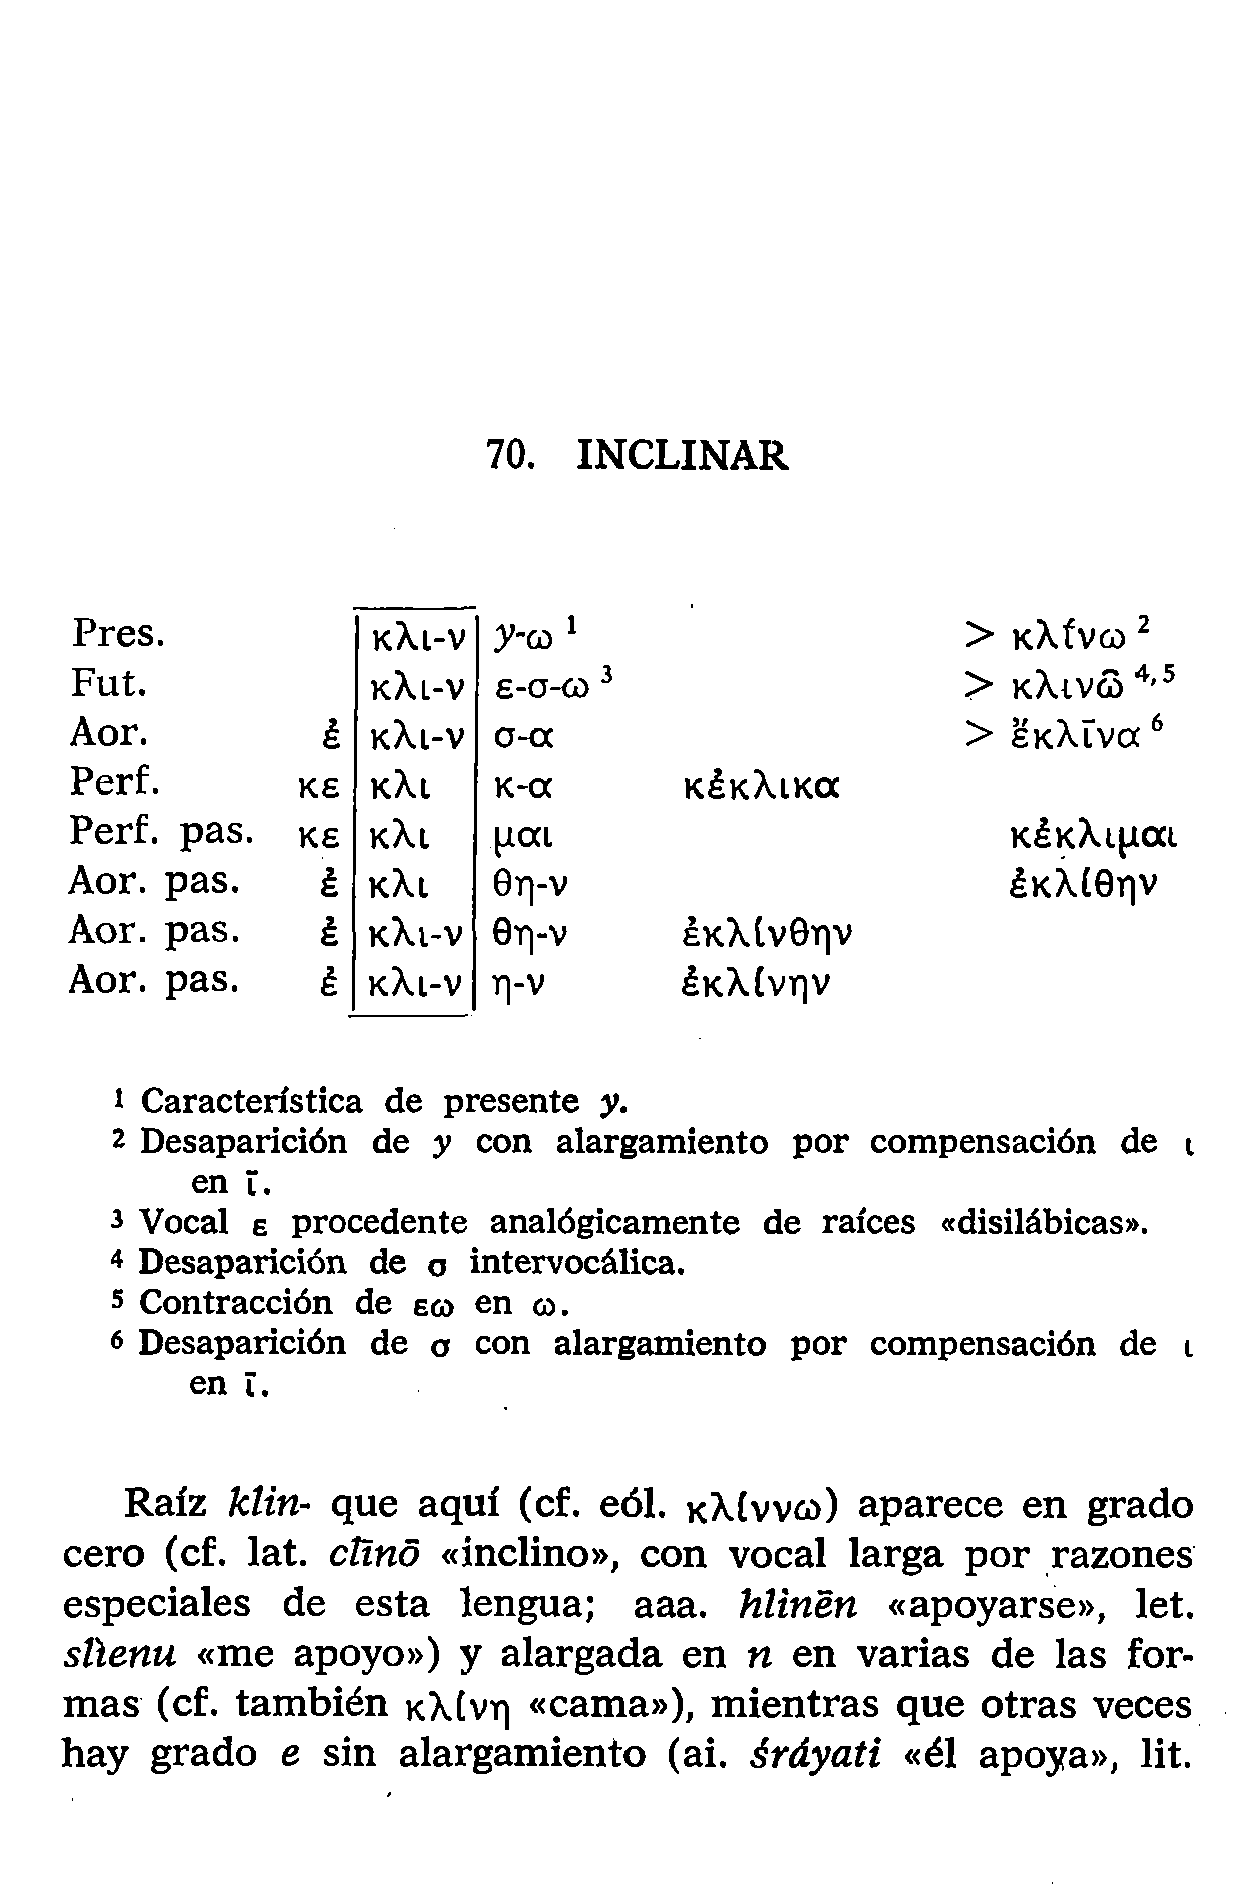 70. INCLINAR
Pres. κλι-ν y-ω ¹ > κλī́νω ²
Fut. κλι-ν ε-σ-ω ³ > κλινῶ ⁴,⁵
Aor. ἐ κλι-ν σ-α > ἔκλῑνα ⁶
Perf. κε κλι κ-α κέκλικα
Perf. pas. κε κλι μαι κέκλιμαι
Aor. pas. ἐ κλι θη-ν ἐκλίθην
Aor. pas. ἐ κλι-ν θη-ν ἐκλίνθην
Aor. pas. ἐ κλι-ν η-ν ἐκλίνην
¹ Característica de presente y.
² Desaparición de y con alargamiento por compensación de ι
en ῑ.
³ Vocal ε procedente analógicamente de raíces «disilábicas».
⁴ Desaparición de σ intervocálica.
⁵ Contracción de εω en ω.
⁶ Desaparición de σ con alargamiento por compensación de ι
en ῑ.
Raíz klin- que aquí (cf. eól. κλίννω) aparece en grado
cero (cf. lat. clīnō «inclino», con vocal larga por razones
especiales de esta lengua; aaa. hlinēn «apoyarse», let.
slìenu «me apoyo») y alargada en n en varias de las for-
mas (cf. también κλίνη «cama»), mientras que otras veces
hay grado e sin alargamiento (ai. śráyati «él apoya», lit.